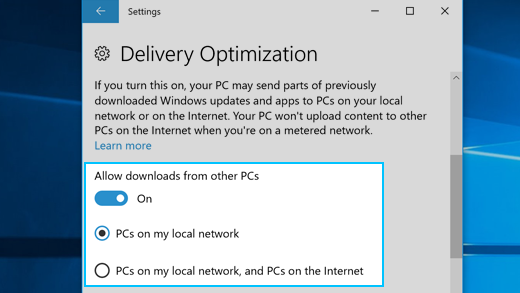 Settings
Delivery Optimization
If you turn this on, your PC may send parts of previously
downloaded Windows updates and apps to PCs on your local
network or on the Internet. Your PC won't upload content to other
PCs on the Internet when you're on a metered network.
Learn more
Allow downloads from other PCs
On
PCs on my local network
PCs on my local network, and PCs on the Internet